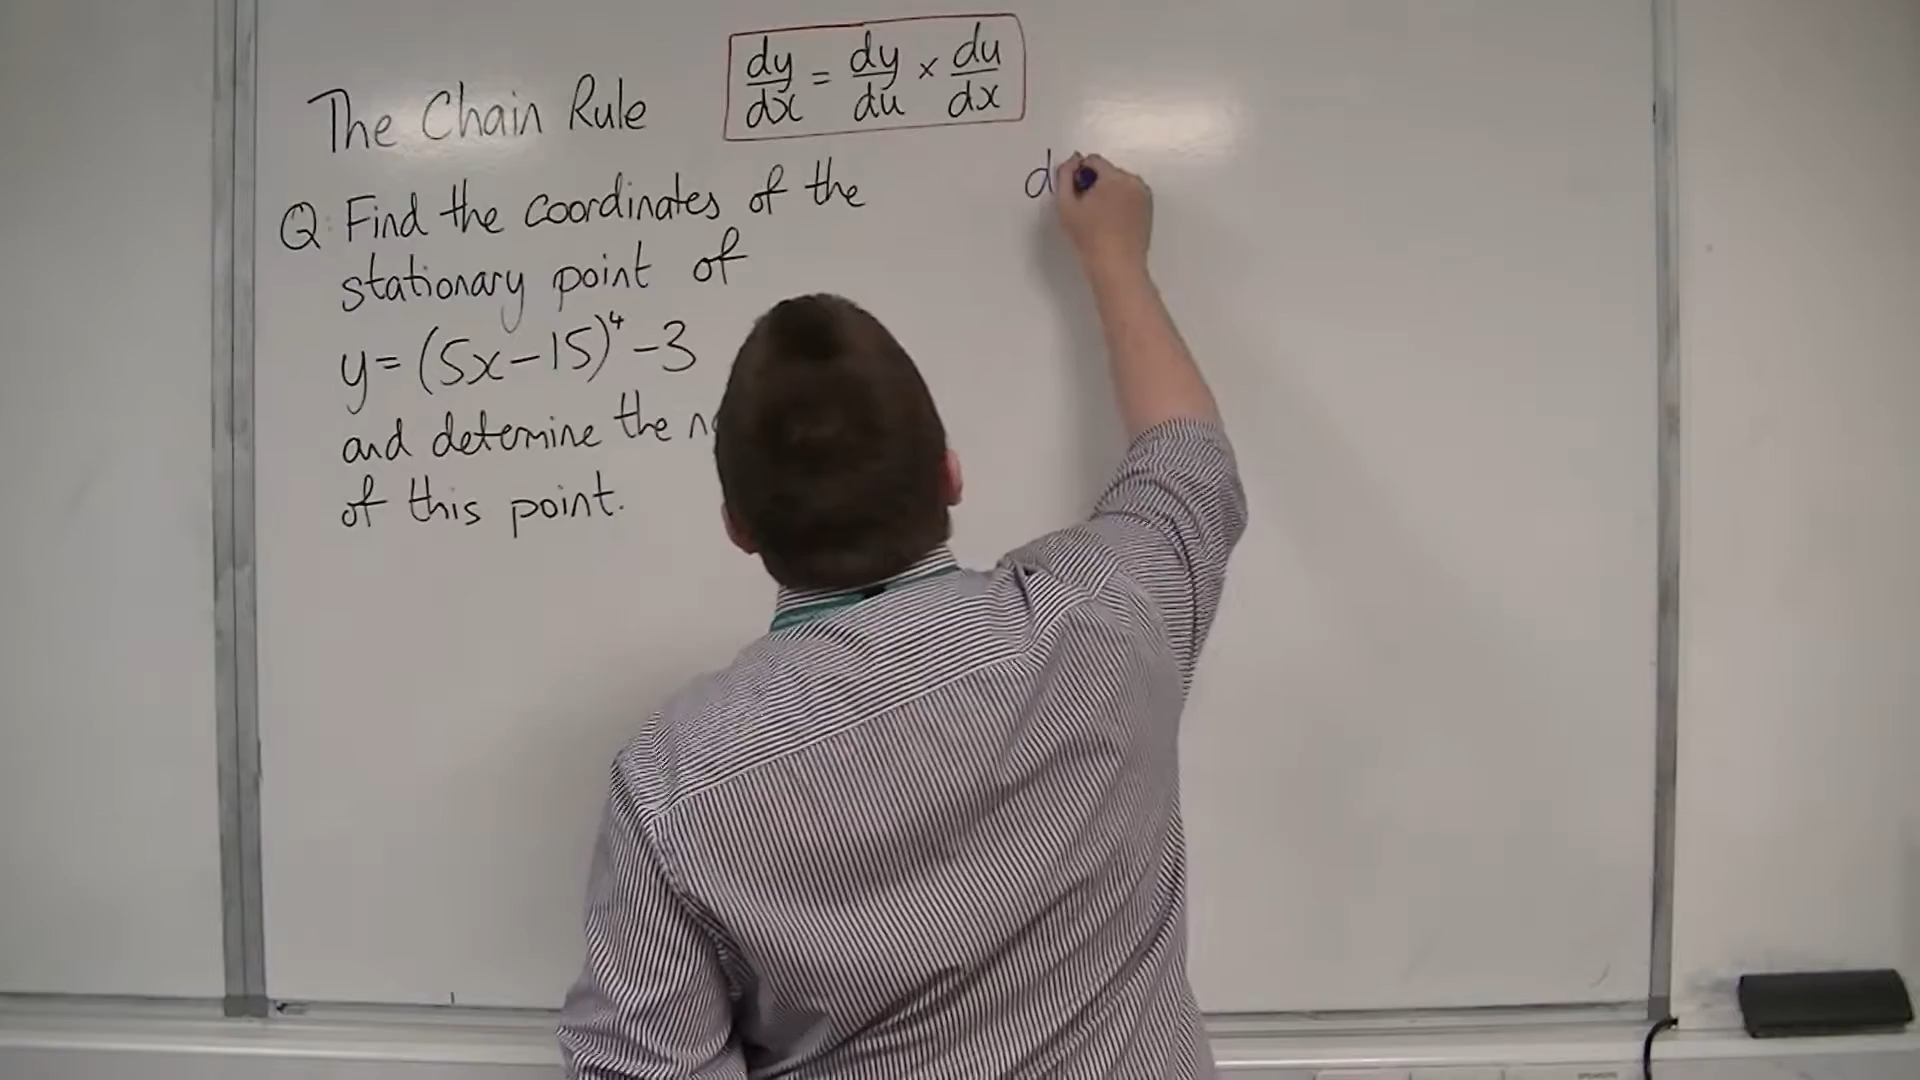 The Chain Rule
dy/dx = dy/du × du/dx
Q: Find the coordinates of the
stationary point of
y = (5x-15)⁴-3
and detemine the
of this point.
d